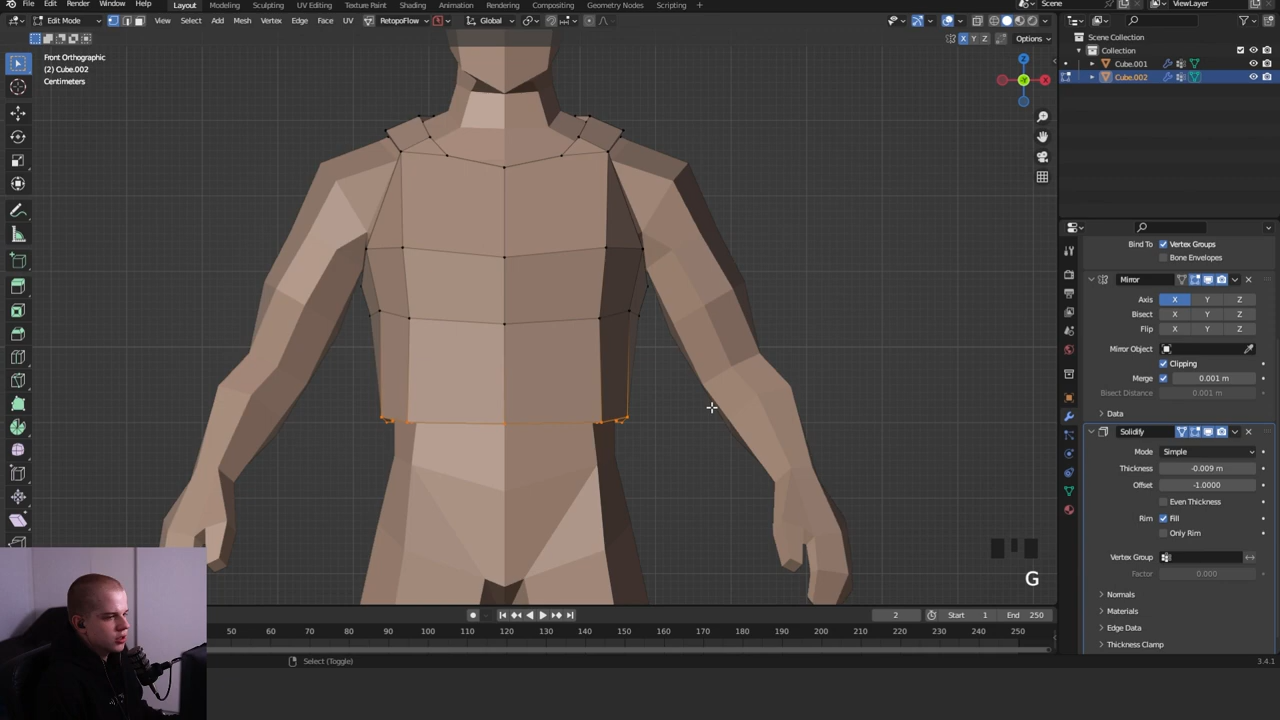 File Edit Render Window Help Layout Modeling Sculpting UV Editing Texture Paint Shading Animation Rendering Compositing Geometry Nodes Scripting Scene ViewLayer
Edit Mode View Select Add Mesh Vertex Edge Face UV RetopoFlow Global
X Y Z Options
Front Orthographic
(2) Cube.002
Centimeters
Scene Collection
Collection
Cube.001
Cube.002
Bind To Vertex Groups
Bone Envelopes
Mirror
Axis X Y Z
Bisect X Y Z
Flip X Y Z
Mirror Object
Clipping
Merge 0.001 m
Bisect Distance 0.001 m
Data
Solidify
Mode Simple
Thickness -0.009 m
Offset -1.0000
Even Thickness
Rim Fill
Only Rim
Vertex Group
Factor 0.000
Normals
Materials
Edge Data
Thickness Clamp
G
2 Start 1 End 250
50 60 70 80 90 100 110 120 130 140 150 160 170 180 190 200 210 220 230 240 250
Select (Toggle)
3.4.1